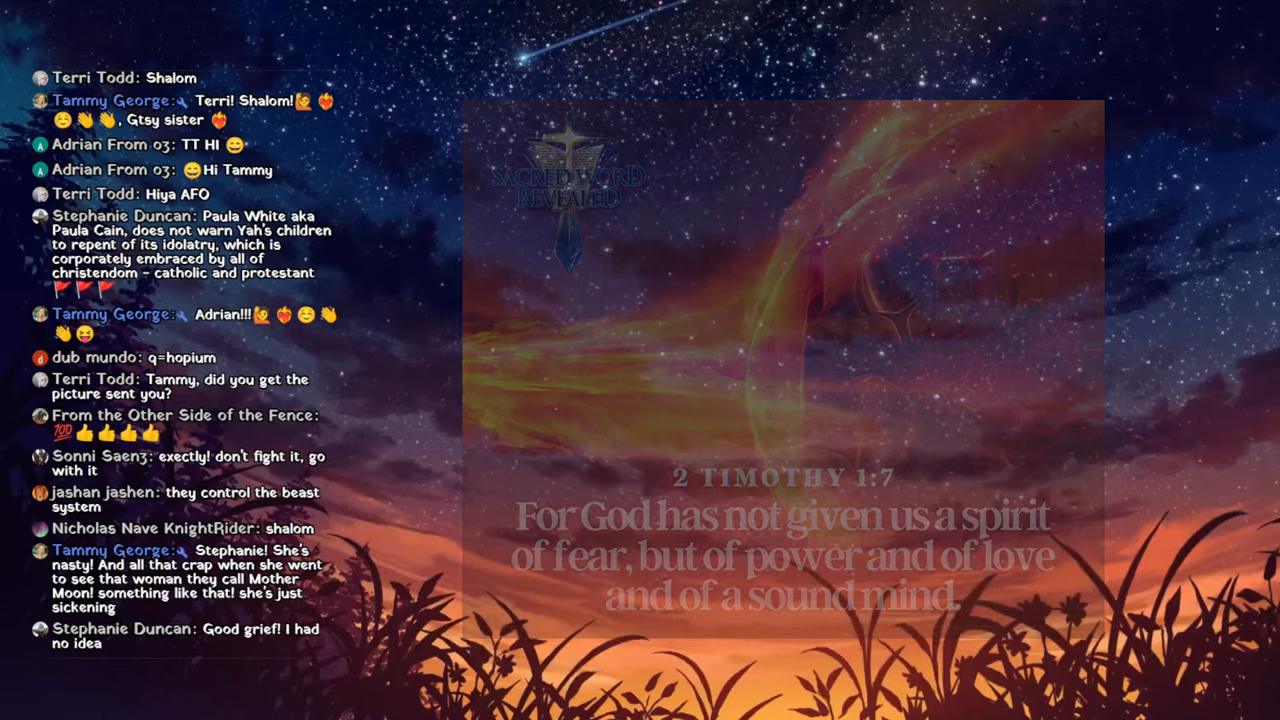 Terri Todd: Shalom
Tammy George: Terri! Shalom!🙋❤️‍🔥
☺️👋👋, Gtsy sister ❤️‍🔥
A Adrian From o3: TT HI 😄
A Adrian From o3: 😄Hi Tammy
Terri Todd: Hiya AFO
Stephanie Duncan: Paula White aka
Paula Cain, does not warn Yah's children
to repent of its idolatry, which is
corporately embraced by all of
christendom - catholic and protestant
🚩🚩🚩
Tammy George: Adrian!!!🙋❤️‍🔥☺️👋
👋😝
d dub mundo: q=hopium
Terri Todd: Tammy, did you get the
picture sent you?
From the Other Side of the Fence:
💯👍👍👍👍
Sonni Saenz: exectly! don't fight it, go
with it
jashan jashen: they control the beast
system
Nicholas Nave KnightRider: shalom
Tammy George: Stephanie! She's
nasty! And all that crap when she went
to see that woman they call Mother
Moon! something like that! she's just
sickening
Stephanie Duncan: Good grief! I had
no idea
SACRED WORD
REVEALED
2 TIMOTHY 1:7
For God has not given us a spirit
of fear, but of power and of love
and of a sound mind.